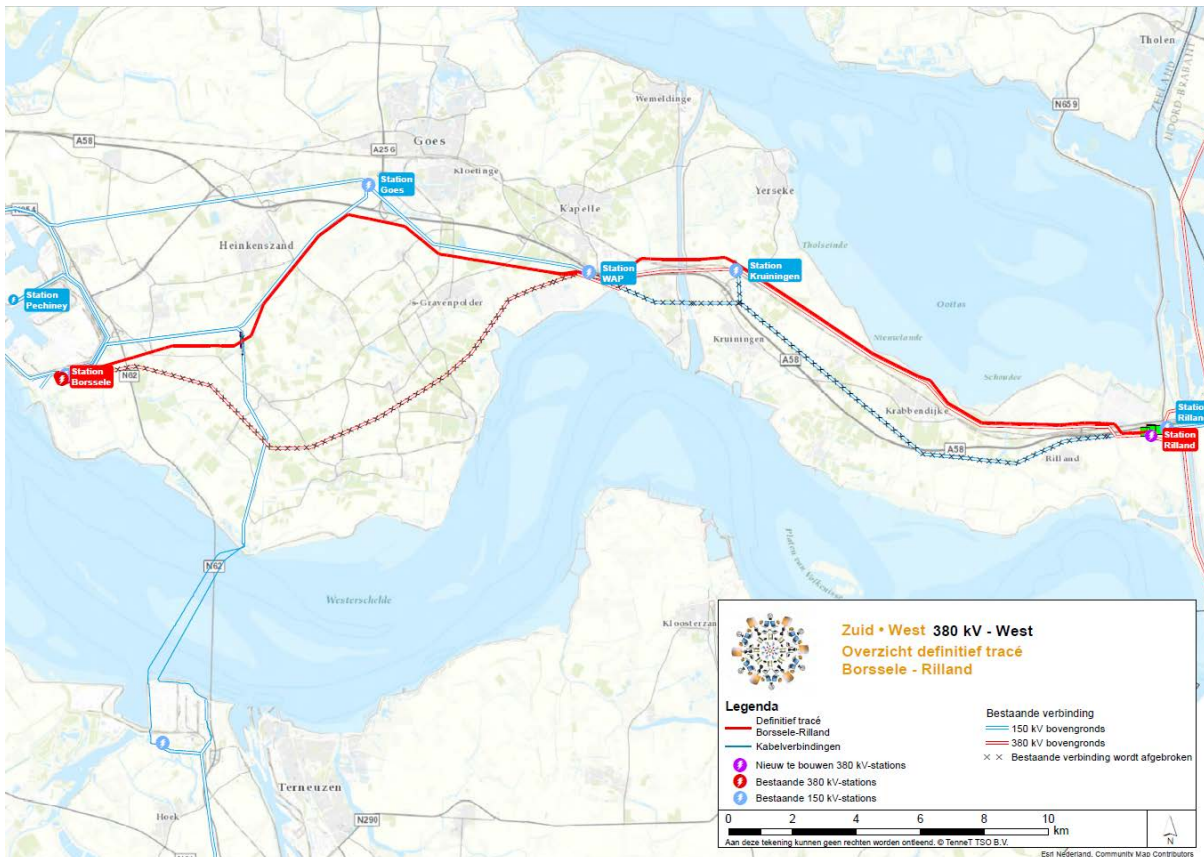 Tholen
ZEELAND
NOORD-BRABANT
N659
Wemeldinge
A58
A256
Goes
Kloetinge
Station
Goes
Yerseke
Kapelle
Heinkenszand
Tholseinde
Station
WAP
Station
Kruiningen
Station
Pechiney
's-Gravenpolder
Kruiningen
Nieuwlande
A58
Schouder
Station
Borssele
N62
Krabbendijke
Station
Rilland
A58
Rilland
N62
Westerschelde
Platen van Valkenisse
Kloosterzan
Terneuzen
Hoek
N290
Zuid • West 380 kV - West
Overzicht definitief tracé
Borssele - Rilland
Legenda
Definitief tracé
Borssele-Rilland
Kabelverbindingen
Nieuw te bouwen 380 kV-stations
Bestaande 380 kV-stations
Bestaande 150 kV-stations
Bestaande verbinding
150 kV bovengronds
380 kV bovengronds
Bestaande verbinding wordt afgebroken
0 2 4 6 8 10
km
N
Aan deze tekening kunnen geen rechten worden ontleend. © TenneT TSO B.V.
Esri Nederland, Community Map Contributors